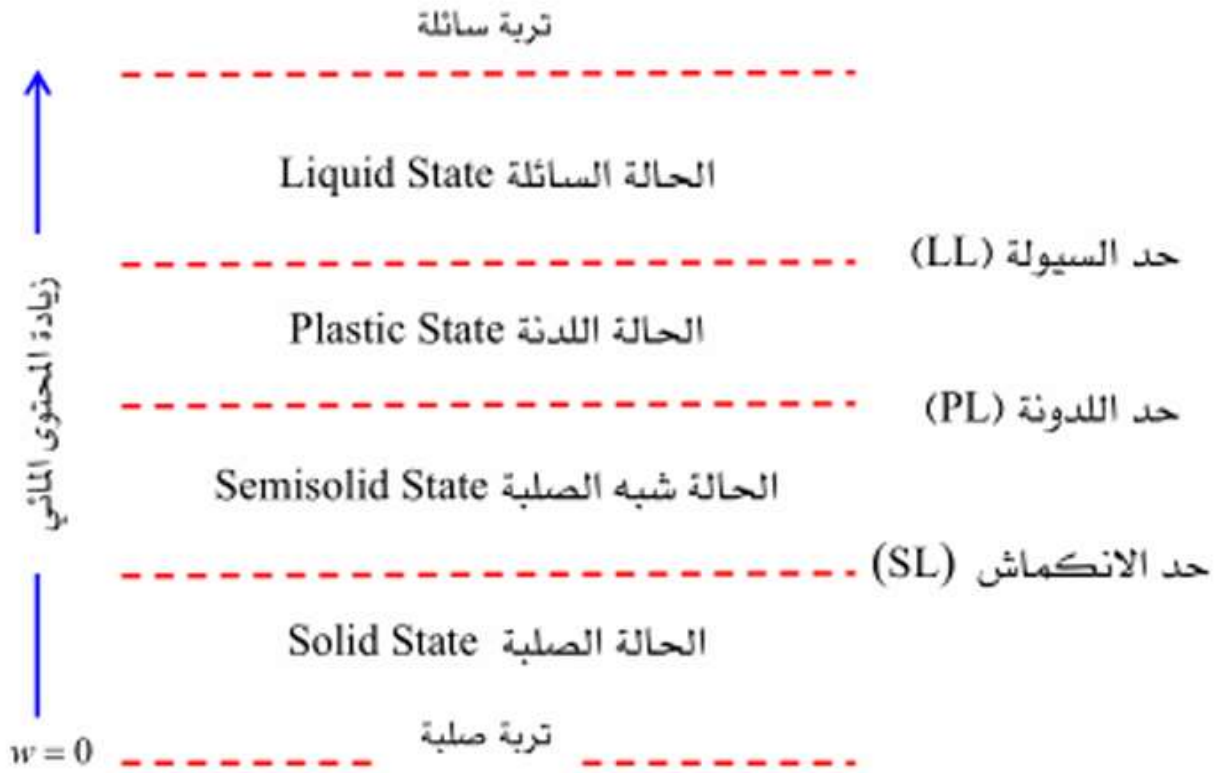 تربة سائلة
الحالة السائلة Liquid State
حد السيولة (LL)
الحالة اللدنة Plastic State
حد اللدونة (PL)
الحالة شبه الصلبة Semisolid State
حد الانكماش (SL)
الحالة الصلبة Solid State
تربة صلبة
w = 0
زيادة المحتوى المائي